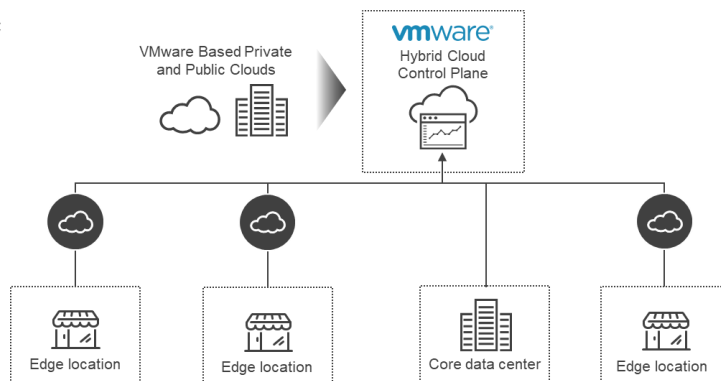 VMware Based Private
and Public Clouds
vmware®
Hybrid Cloud
Control Plane
Edge location
Edge location
Core data center
Edge location